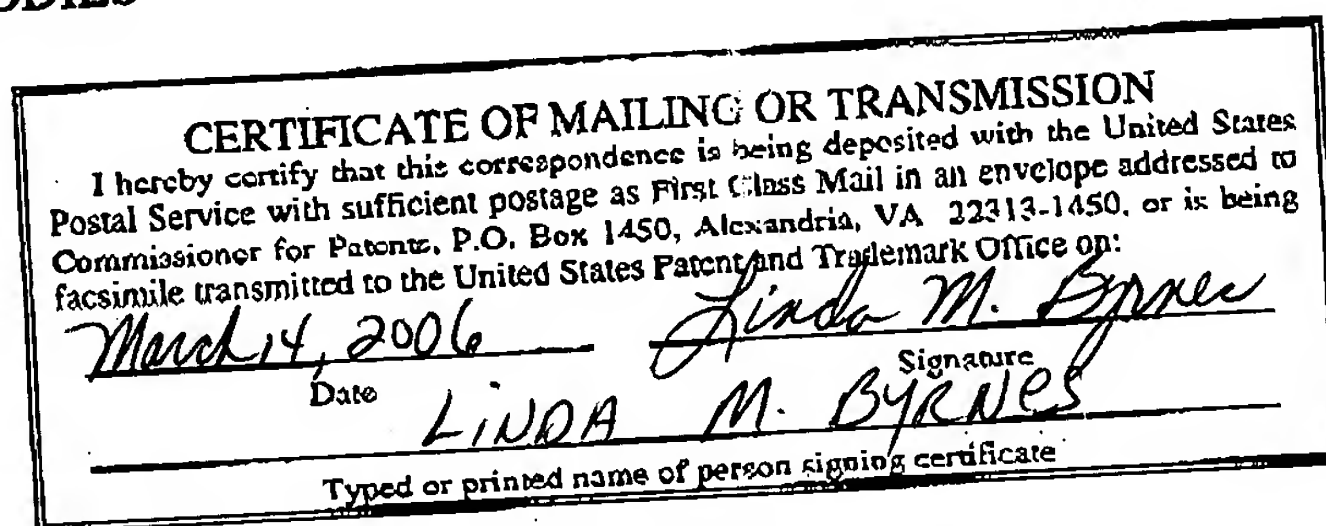 CERTIFICATE OF MAILING OR TRANSMISSION
I hereby certify that this correspondence is being deposited with the United States
Postal Service with sufficient postage as First Class Mail in an envelope addressed to
Commissioner for Patents, P.O. Box 1450, Alexandria, VA 22313-1450, or is being
facsimile transmitted to the United States Patent and Trademark Office on:
March 14, 2006 Linda M. Byrnes
Date Signature
LINDA M. BYRNES
Typed or printed name of person signing certificate